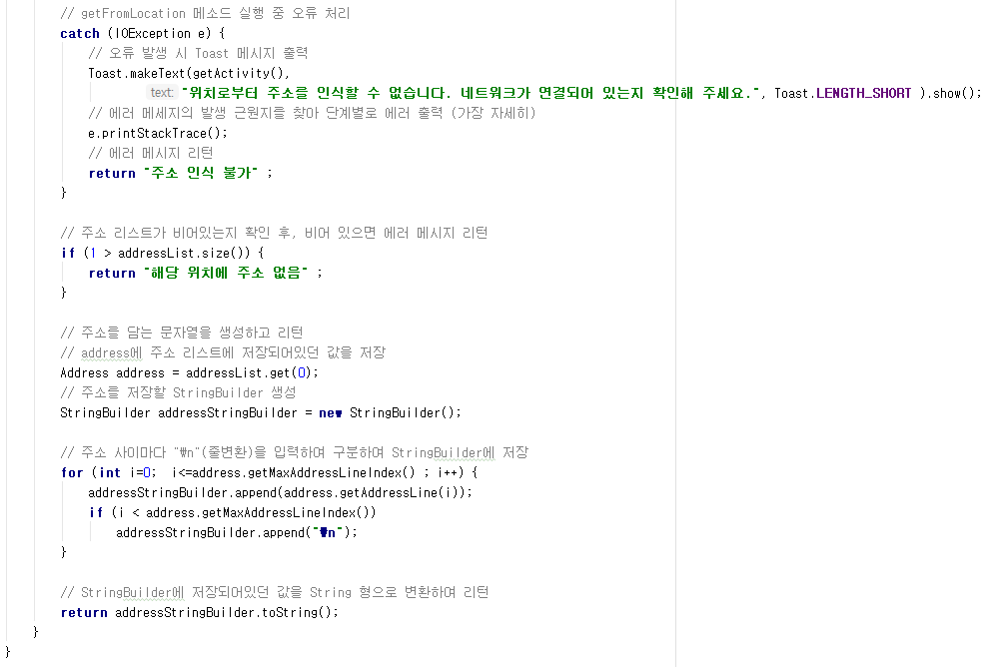 // getFromLocation 메소드 실행 중 오류 처리
catch (IOException e) {
// 오류 발생 시 Toast 메시지 출력
Toast.makeText(getActivity(),
text: "위치로부터 주소를 인식할 수 없습니다. 네트워크가 연결되어 있는지 확인해 주세요.", Toast.LENGTH_SHORT ).show();
// 에러 메세지의 발생 근원지를 찾아 단계별로 에러 출력 (가장 자세히)
e.printStackTrace();
// 에러 메시지 리턴
return "주소 인식 불가" ;
}
// 주소 리스트가 비어있는지 확인 후, 비어 있으면 에러 메시지 리턴
if (1 > addressList.size()) {
return "해당 위치에 주소 없음" ;
}
// 주소를 담는 문자열을 생성하고 리턴
// address에 주소 리스트에 저장되어있던 값을 저장
Address address = addressList.get(0);
// 주소를 저장할 StringBuilder 생성
StringBuilder addressStringBuilder = new StringBuilder();
// 주소 사이마다 "₩n"(줄변환)을 입력하여 구분하여 StringBuilder에 저장
for (int i=0; i<=address.getMaxAddressLineIndex() ; i++) {
addressStringBuilder.append(address.getAddressLine(i));
if (i < address.getMaxAddressLineIndex())
addressStringBuilder.append("₩n");
}
// StringBuilder에 저장되어있던 값을 String 형으로 변환하여 리턴
return addressStringBuilder.toString();
}
}